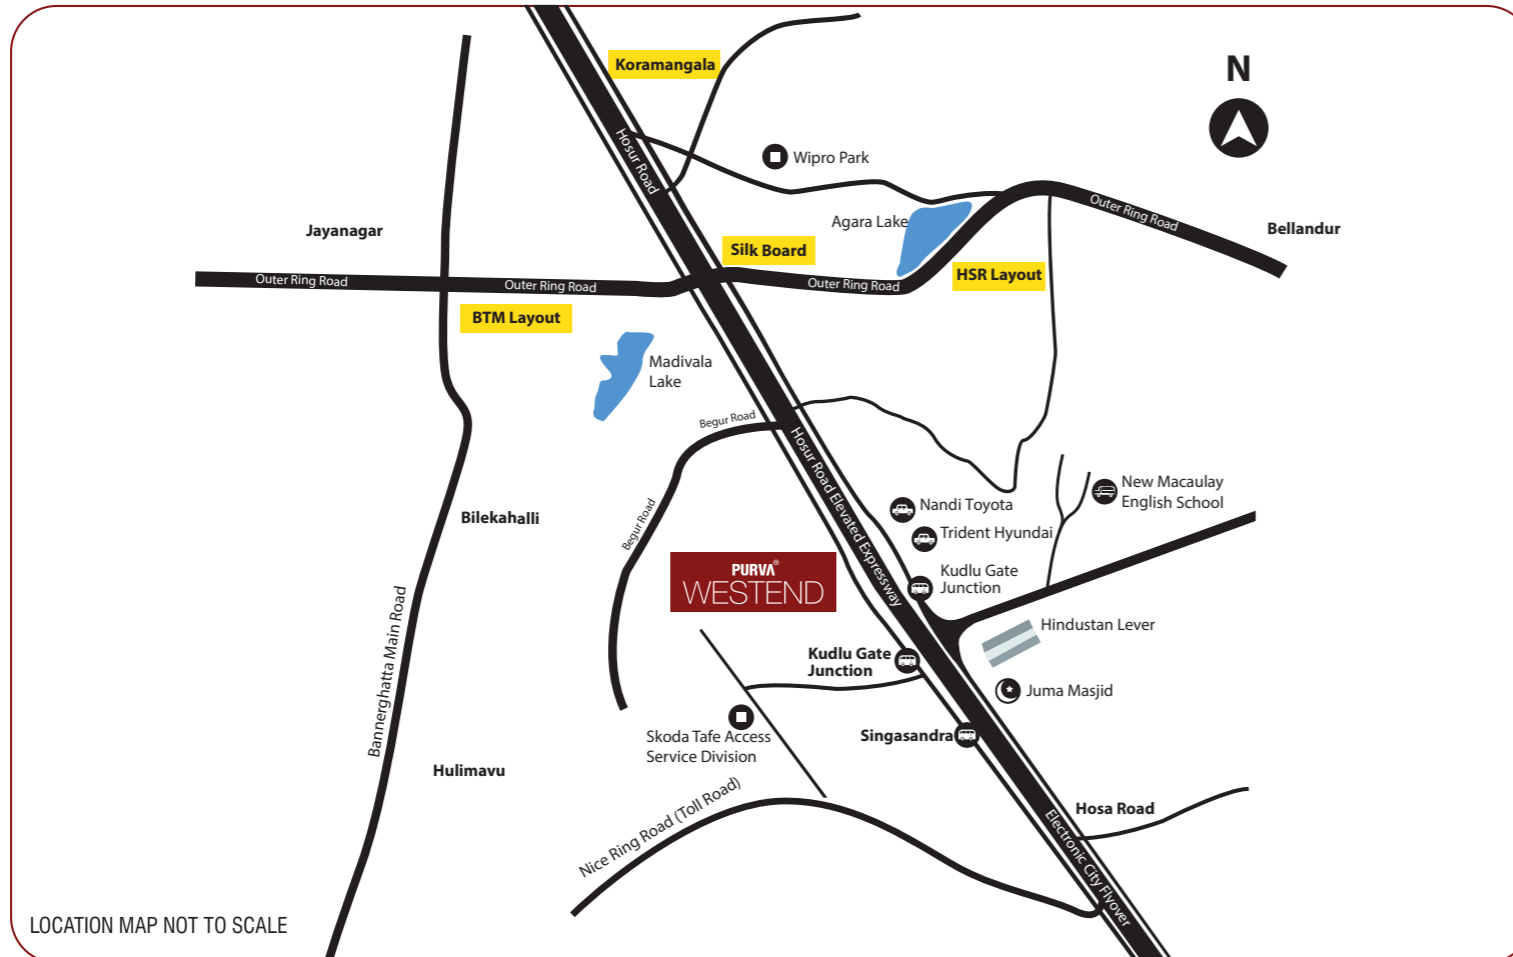 Koramangala
N
Hosur Road
Wipro Park
Agara Lake
Outer Ring Road
Bellandur
Jayanagar
Silk Board
HSR Layout
Outer Ring Road
Outer Ring Road
Outer Ring Road
BTM Layout
Madivala
Lake
Begur Road
Hosur Road Elevated Expressway
New Macaulay
English School
Nandi Toyota
Trident Hyundai
Bilekahalli
Begur Road
PURVA®
WESTEND
Kudlu Gate
Junction
Hindustan Lever
Bannerghatta Main Road
Kudlu Gate
Junction
Juma Masjid
Skoda Tafe Access
Service Division
Singasandra
Hulimavu
Nice Ring Road (Toll Road)
Hosa Road
Electronic City Flyover
LOCATION MAP NOT TO SCALE